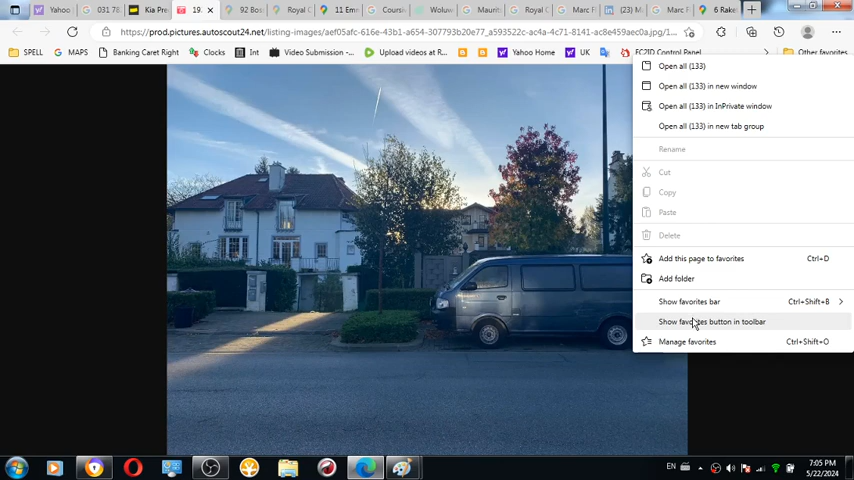 Yahoo
031 78.
Kia Pre
19.
92 Bos
Royal C
11 Em
Cours
Woluw
Maurit
Royal C
Marc F
(23) M
Marc F
6 Rake
https://prod.pictures.autoscout24.net/listing-images/aef05afc-616e-43b1-a654-307793b20e77_a593522c-ac4a-4c71-8141-ac8e459aec0a.jpg/1...
SPELL
MAPS
Banking Caret Right
Clocks
Video Submission -...
Upload videos at R...
Yahoo Home
UK
FCZID Control Panel
Other favorites
Open all (133)
Open all (133) in new window
Open all (133) in InPrivate window
Open all (133) in new tab group
Rename
Cut
Copy
Paste
Delete
Add this page to favorites Ctrl+D
Add folder
Show favorites bar Ctrl+Shift+B
Show favorites button in toolbar
Manage favorites Ctrl+Shift+O
EN
7:05 PM
5/22/2024